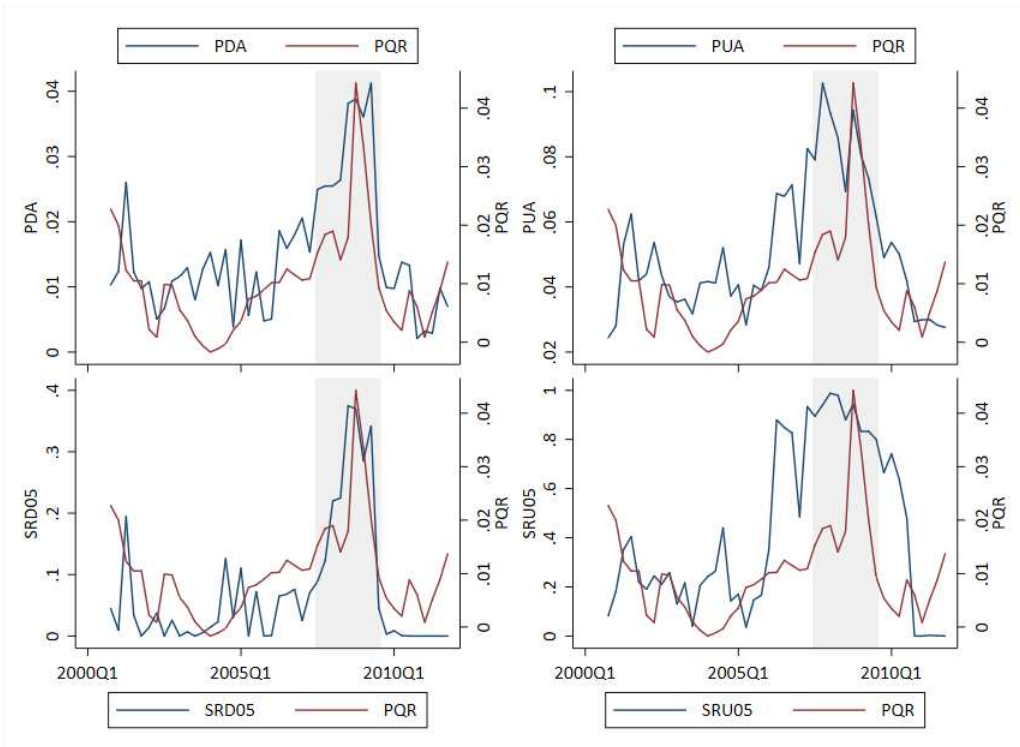 PDA PQR
PUA PQR
.04
.03
.02
.01
0
PDA
.04
.03
.02
.01
0
PQR
.1
.08
.06
.04
.02
PUA
.04
.03
.02
.01
0
PQR
.4
.3
.2
.1
0
SRD05
.04
.03
.02
.01
0
PQR
1
.8
.6
.4
.2
0
SRU05
.04
.03
.02
.01
0
PQR
2000Q1 2005Q1 2010Q1
2000Q1 2005Q1 2010Q1
SRD05 PQR
SRU05 PQR